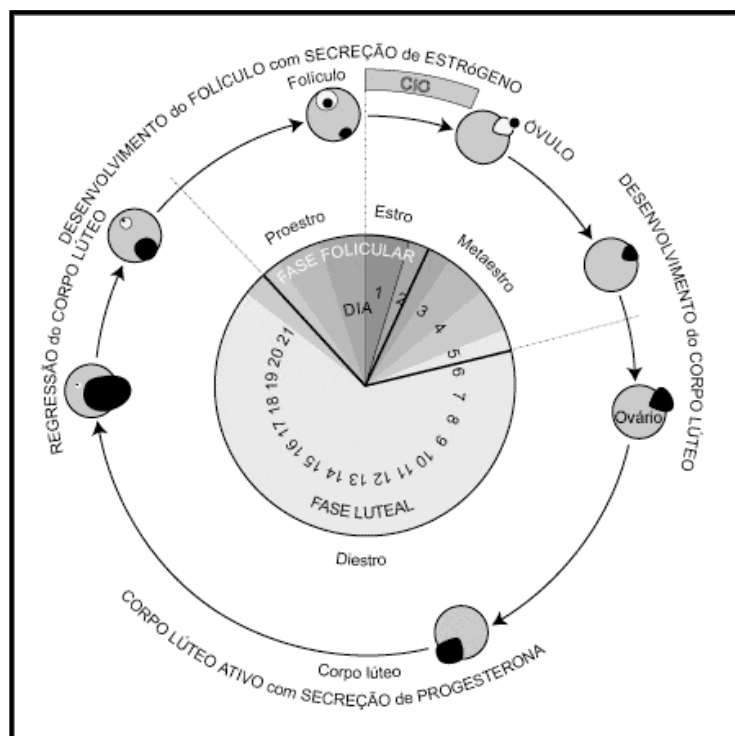 DESENVOLVIMENTO do FOLÍCULO com SECREÇÃO de ESTRóGENO
Folículo
CIO
ÓVULO
DESENVOLVIMENTO do CORPO LÚTEO
REGRESSÃO do CORPO LÚTEO
Proestro
Estro
Metaestro
FASE FOLICULAR
DIA
1
2
3
4
5
6
7
8
9
10
11
12
13
14
15
16
17
18
19
20
21
FASE LUTEAL
Diestro
Ovário
Corpo lúteo
CORPO LÚTEO ATIVO com SECREÇÃO de PROGESTERONA